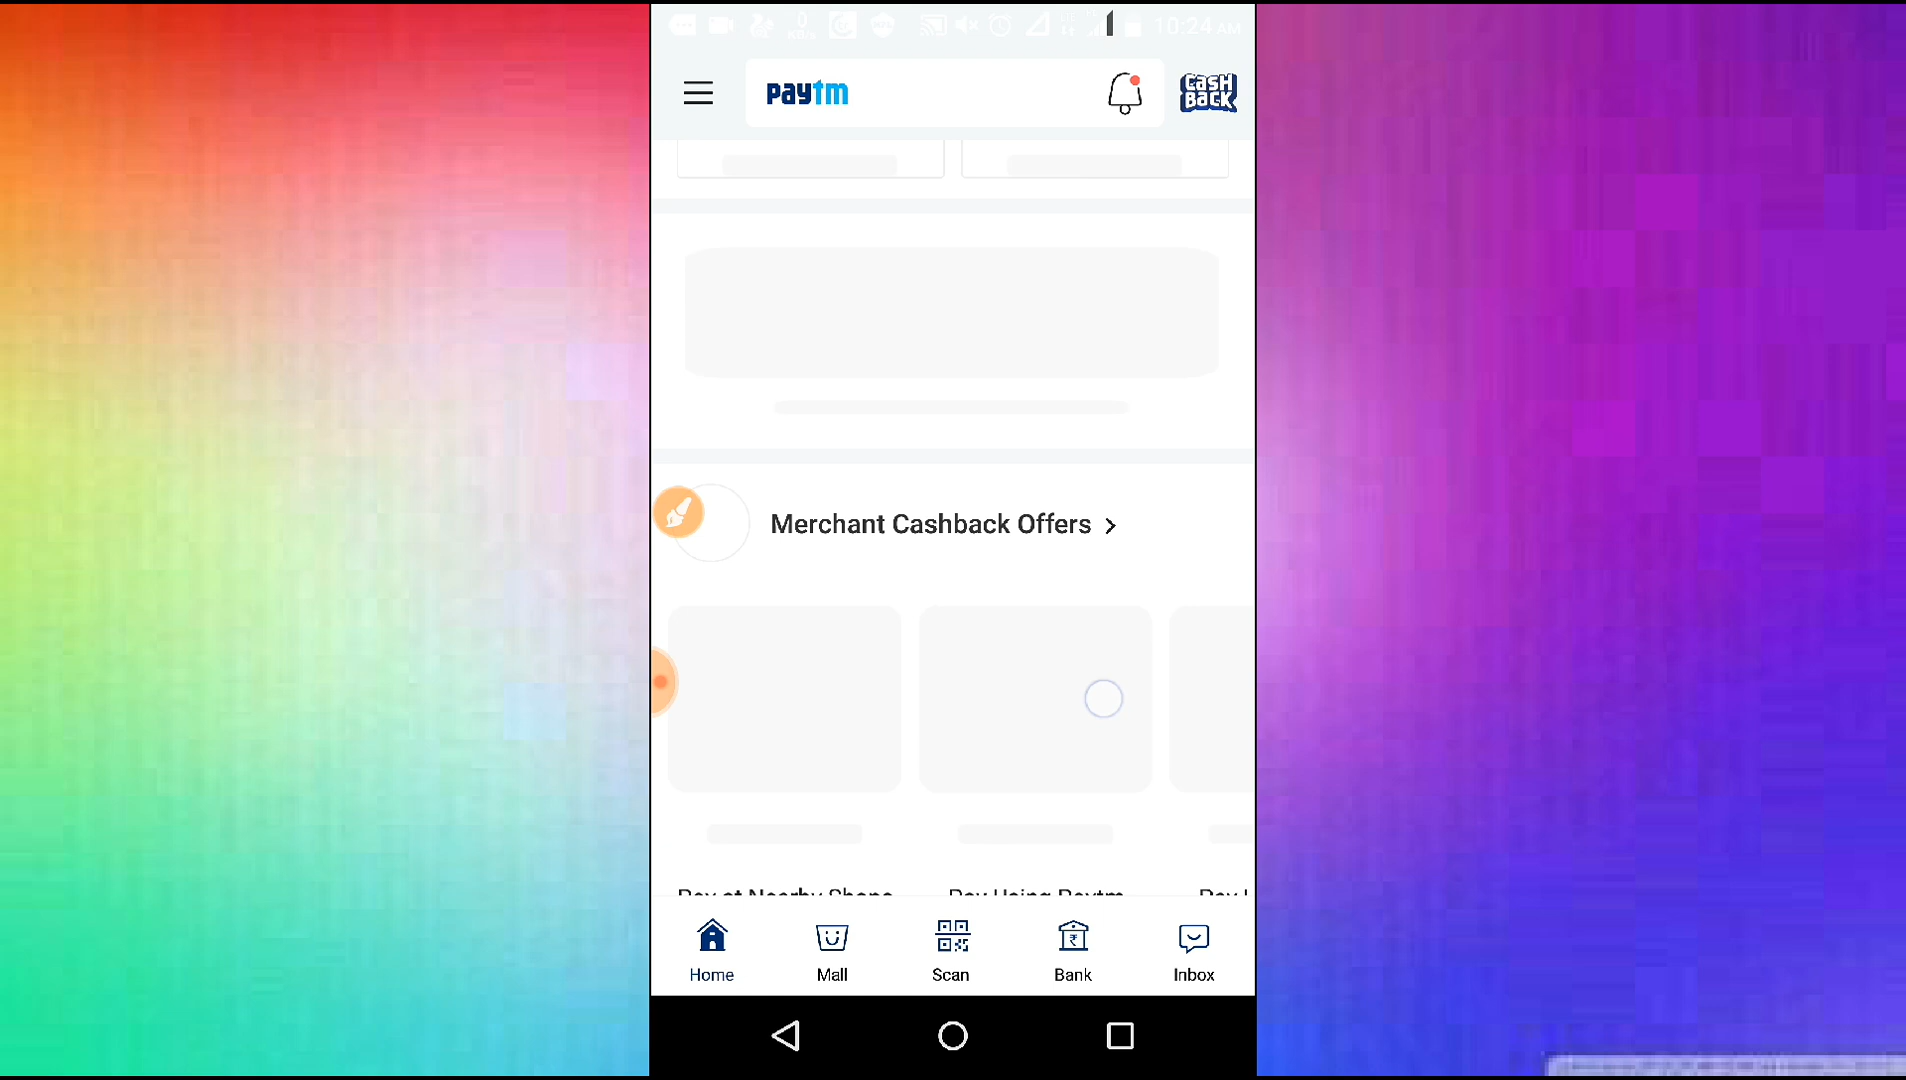 10:24 AM
paytm
CASH
BACK
Merchant Cashback Offers
Pay at Nearby Shops
Pay Using Paytm
Home
Mall
Scan
Bank
Inbox